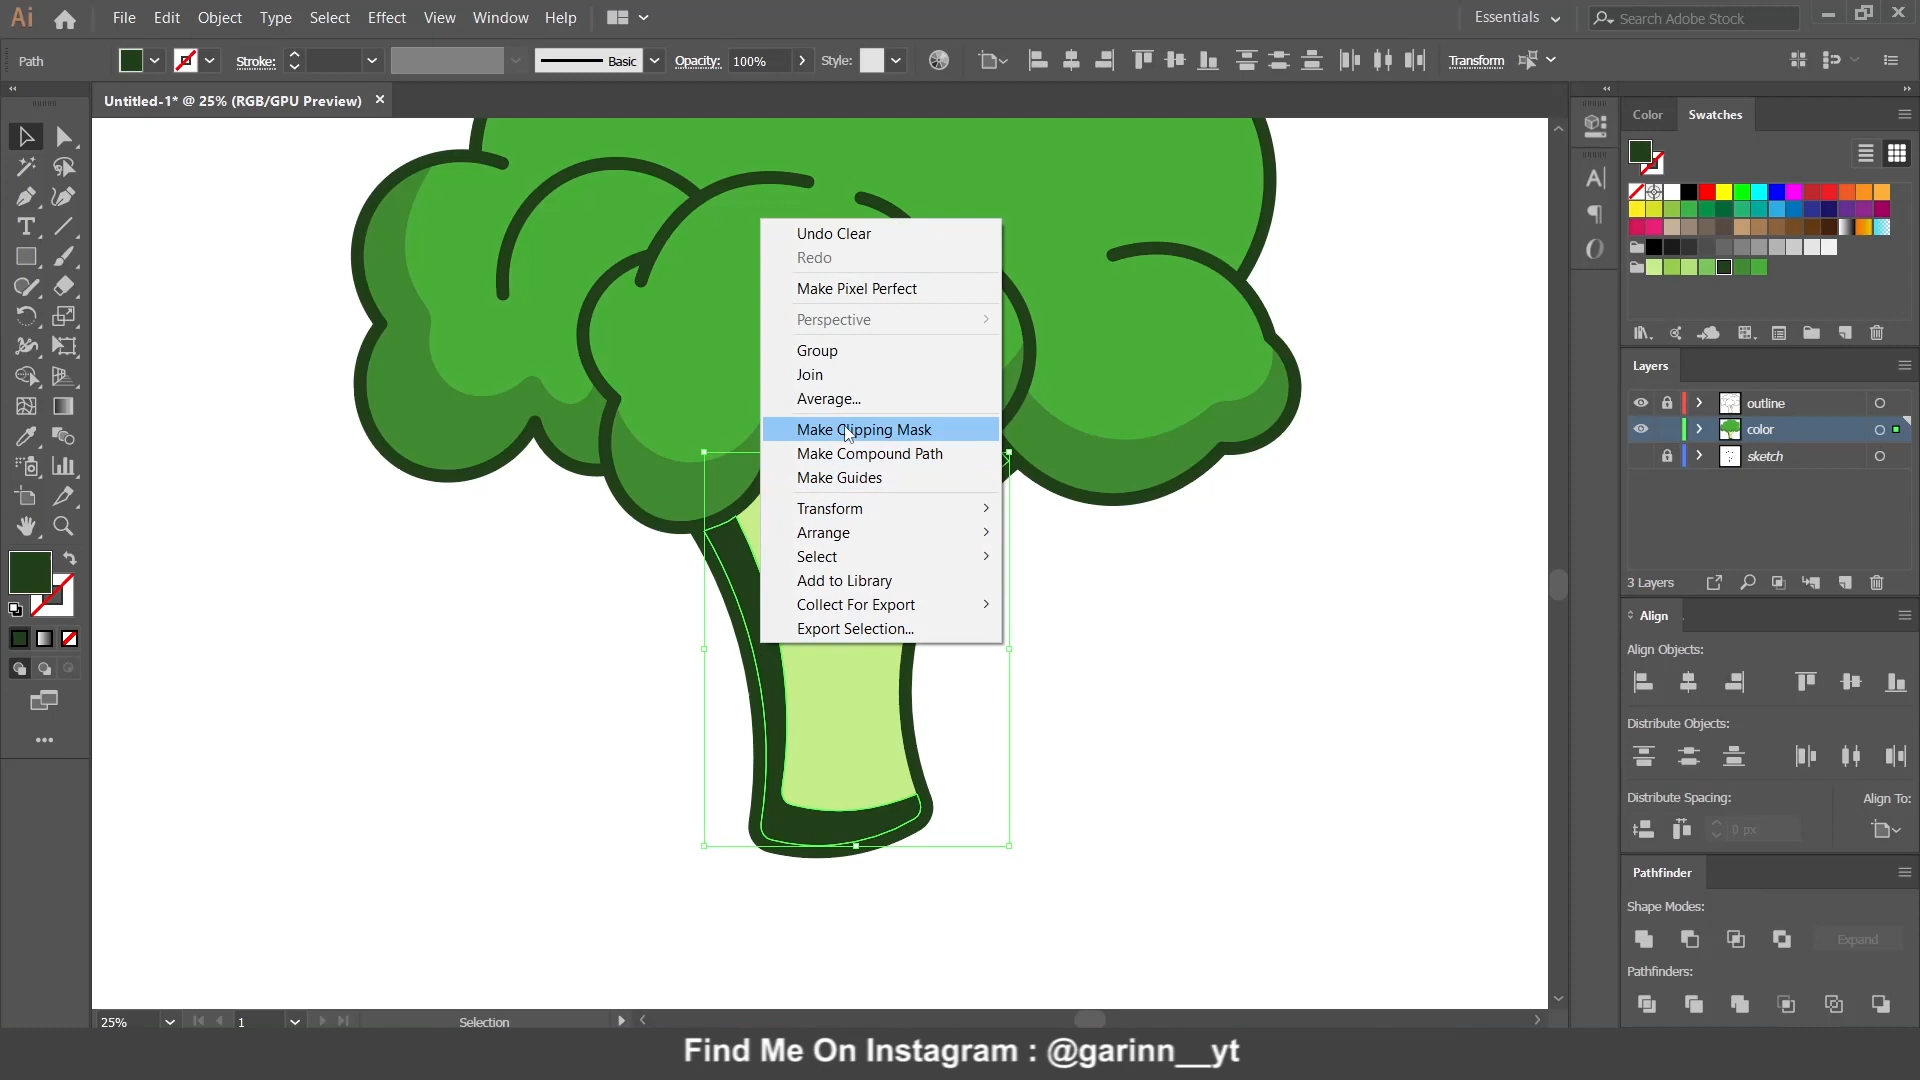 Ai File Edit Object Type Select Effect View Window Help Essentials Search Adobe Stock
Path Stroke: Basic Opacity: 100% Style: Transform
Untitled-1* @ 25% (RGB/GPU Preview) ×
Color Swatches
Undo Clear
Redo
Make Pixel Perfect
Perspective
Group
Join
Average...
Make Clipping Mask
Make Compound Path
Make Guides
Transform
Arrange
Select
Add to Library
Collect For Export
Export Selection...
Layers
outline
color
sketch
3 Layers
Align
Align Objects:
Distribute Objects:
Distribute Spacing: Align To:
0 px
Pathfinder
Shape Modes:
Expand
Pathfinders:
25% 1 Selection
Find Me On Instagram : @garinn__yt